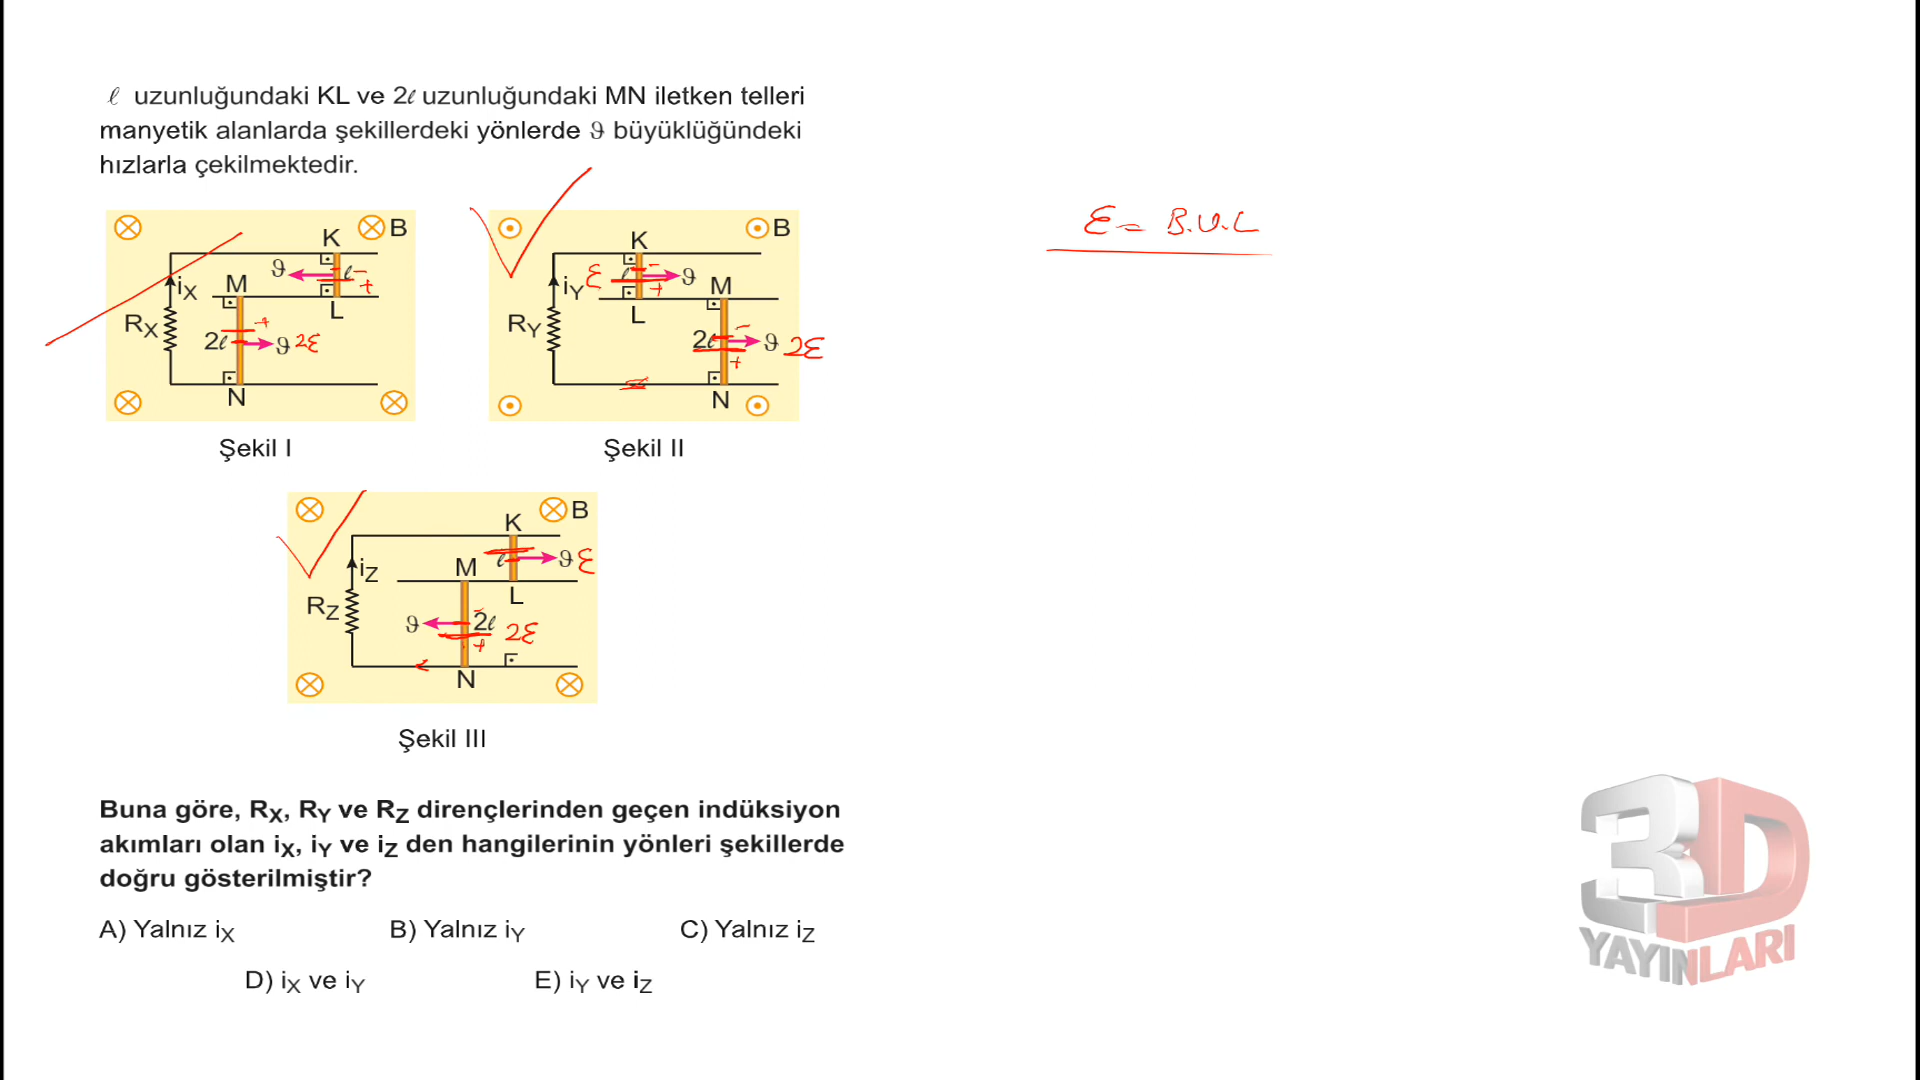 ℓ uzunluğundaki KL ve 2ℓ uzunluğundaki MN iletken telleri
manyetik alanlarda şekillerdeki yönlerde ϑ büyüklüğündeki
hızlarla çekilmektedir.
ε = B.υ.L
B
K
ϑ
ℓ
- +
iX
M
L
RX
+
2ℓ
ϑ 2ε
N
Şekil I
B
K
ε
ℓ
- +
ϑ
iY
M
L
RY
-
2ℓ
ϑ 2ε
+
N
Şekil II
B
K
ℓ
ϑ ε
iZ
M
L
RZ
-
ϑ
2ℓ
2ε
+
N
Şekil III
Buna göre, RX, RY ve RZ dirençlerinden geçen indüksiyon
akımları olan iX, iY ve iZ den hangilerinin yönleri şekillerde
doğru gösterilmiştir?
A) Yalnız iX B) Yalnız iY C) Yalnız iZ
D) iX ve iY E) iY ve iZ
3D
YAYINLARI